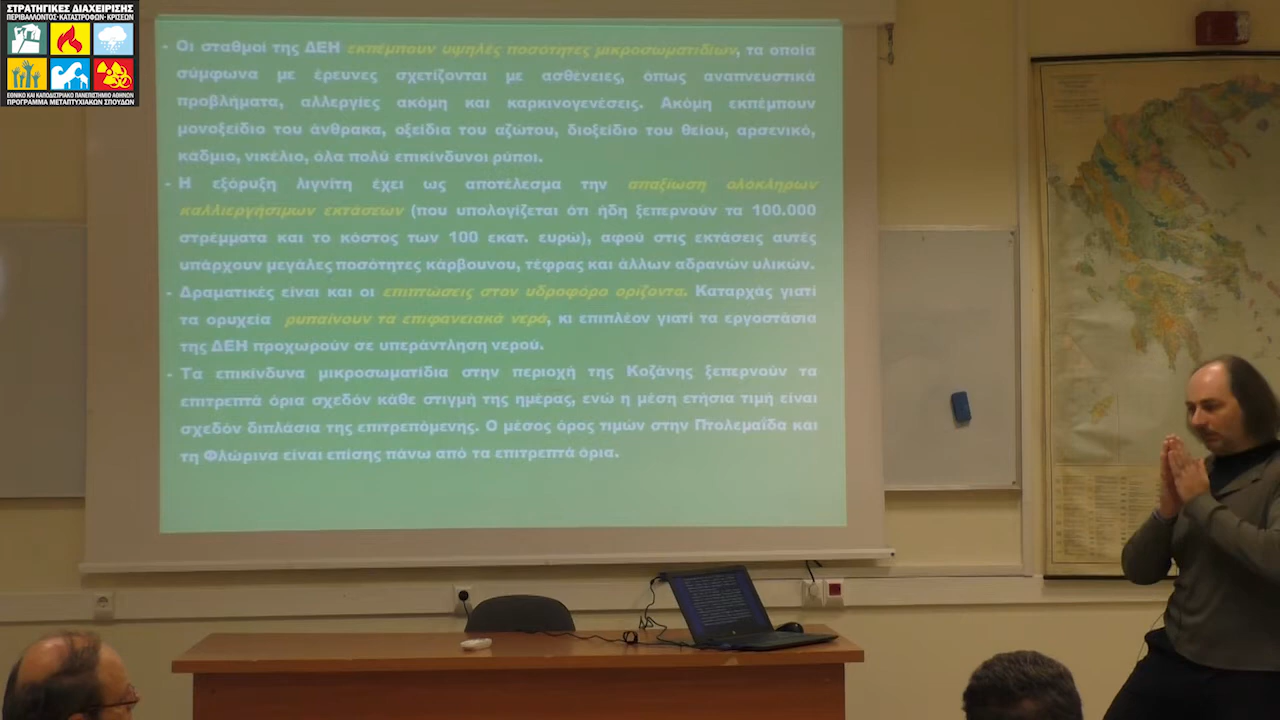 ΣΤΡΑΤΗΓΙΚΕΣ ΔΙΑΧΕΙΡΙΣΗΣ
ΠΕΡΙΒΑΛΛΟΝΤΟΣ·ΚΑΤΑΣΤΡΟΦΩΝ·ΚΡΙΣΕΩΝ
ΕΘΝΙΚΟ ΚΑΙ ΚΑΠΟΔΙΣΤΡΙΑΚΟ ΠΑΝΕΠΙΣΤΗΜΙΟ ΑΘΗΝΩΝ
ΠΡΟΓΡΑΜΜΑ ΜΕΤΑΠΤΥΧΙΑΚΩΝ ΣΠΟΥΔΩΝ
- Οι σταθμοί της ΔΕΗ εκπέμπουν υψηλές ποσότητες μικροσωματιδίων, τα οποία
σύμφωνα με έρευνες σχετίζονται με ασθένειες, όπως αναπνευστικά
προβλήματα, αλλεργίες ακόμη και καρκινογενέσεις. Ακόμη εκπέμπουν
μονοξείδιο του άνθρακα, οξείδια του αζώτου, διοξείδιο του θείου, αρσενικό,
κάδμιο, νικέλιο, όλα πολύ επικίνδυνοι ρύποι.
- Η εξόρυξη λιγνίτη έχει ως αποτέλεσμα την απαξίωση ολόκληρων
καλλιεργήσιμων εκτάσεων (που υπολογίζεται ότι ήδη ξεπερνούν τα 100.000
στρέμματα και το κόστος των 100 εκατ. ευρώ), αφού στις εκτάσεις αυτές
υπάρχουν μεγάλες ποσότητες κάρβουνου, τέφρας και άλλων αδρανών υλικών.
- Δραματικές είναι και οι επιπτώσεις στον υδροφόρο ορίζοντα. Καταρχάς γιατί
τα ορυχεία ρυπαίνουν τα επιφανειακά νερά, κι επιπλέον γιατί τα εργοστάσια
της ΔΕΗ προχωρούν σε υπεράντληση νερού.
- Τα επικίνδυνα μικροσωματίδια στην περιοχή της Κοζάνης ξεπερνούν τα
επιτρεπτά όρια σχεδόν κάθε στιγμή της ημέρας, ενώ η μέση ετήσια τιμή είναι
σχεδόν διπλάσια της επιτρεπόμενης. Ο μέσος όρος τιμών στην Πτολεμαΐδα και
τη Φλώρινα είναι επίσης πάνω από τα επιτρεπτά όρια.